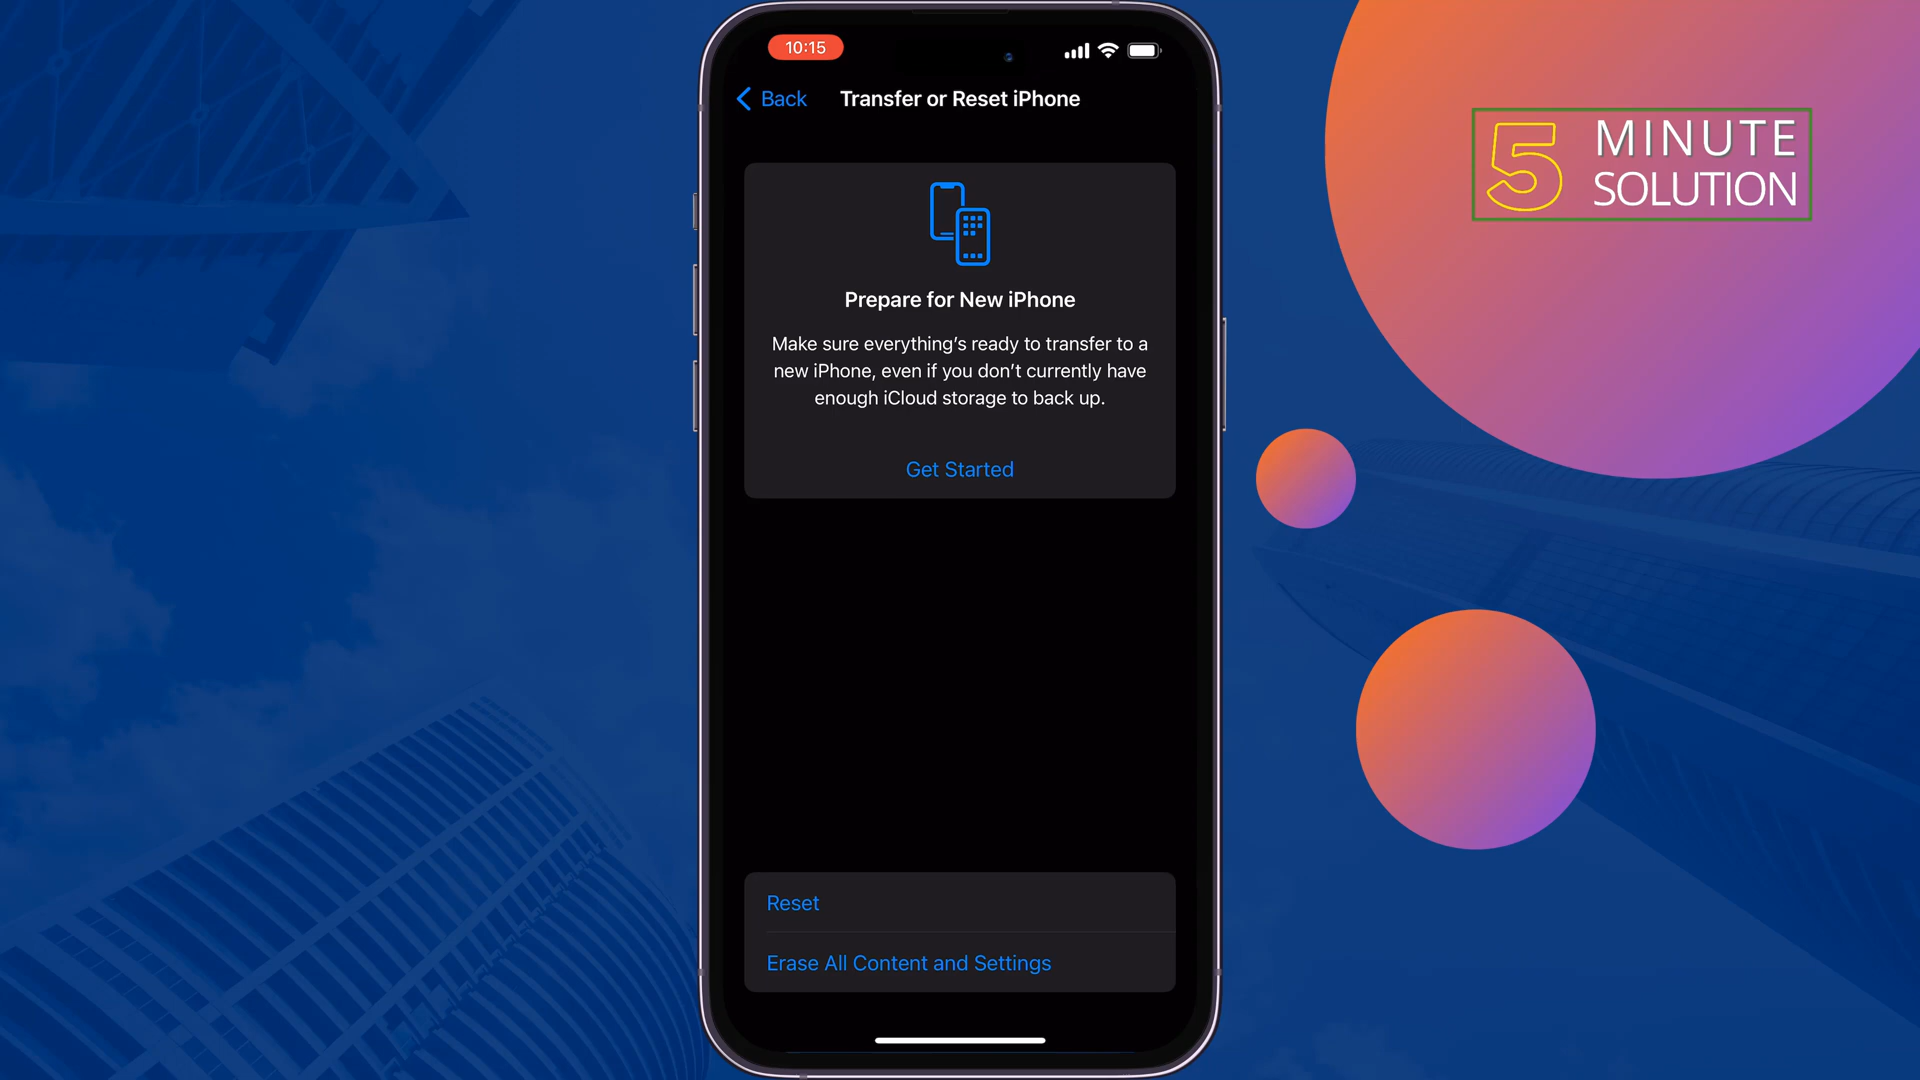 10:15
Back
Transfer or Reset iPhone
5 MINUTE
SOLUTION
Prepare for New iPhone
Make sure everything’s ready to transfer to a
new iPhone, even if you don’t currently have
enough iCloud storage to back up.
Get Started
Reset
Erase All Content and Settings